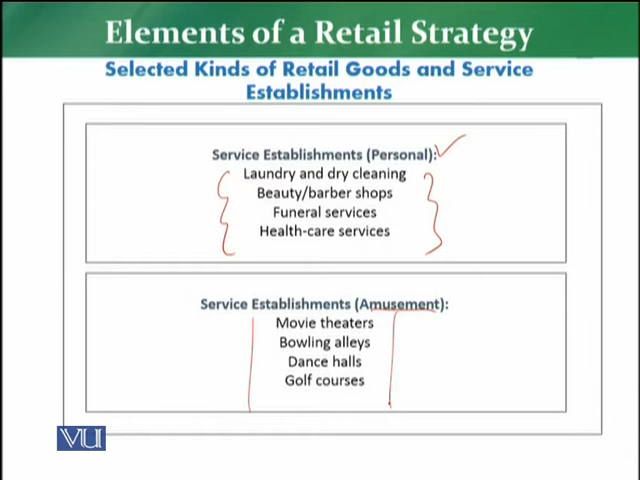 Elements of a Retail Strategy
Selected Kinds of Retail Goods and Service
Establishments
Service Establishments (Personal):
Laundry and dry cleaning
Beauty/barber shops
Funeral services
Health-care services
Service Establishments (Amusement):
Movie theaters
Bowling alleys
Dance halls
Golf courses
VU